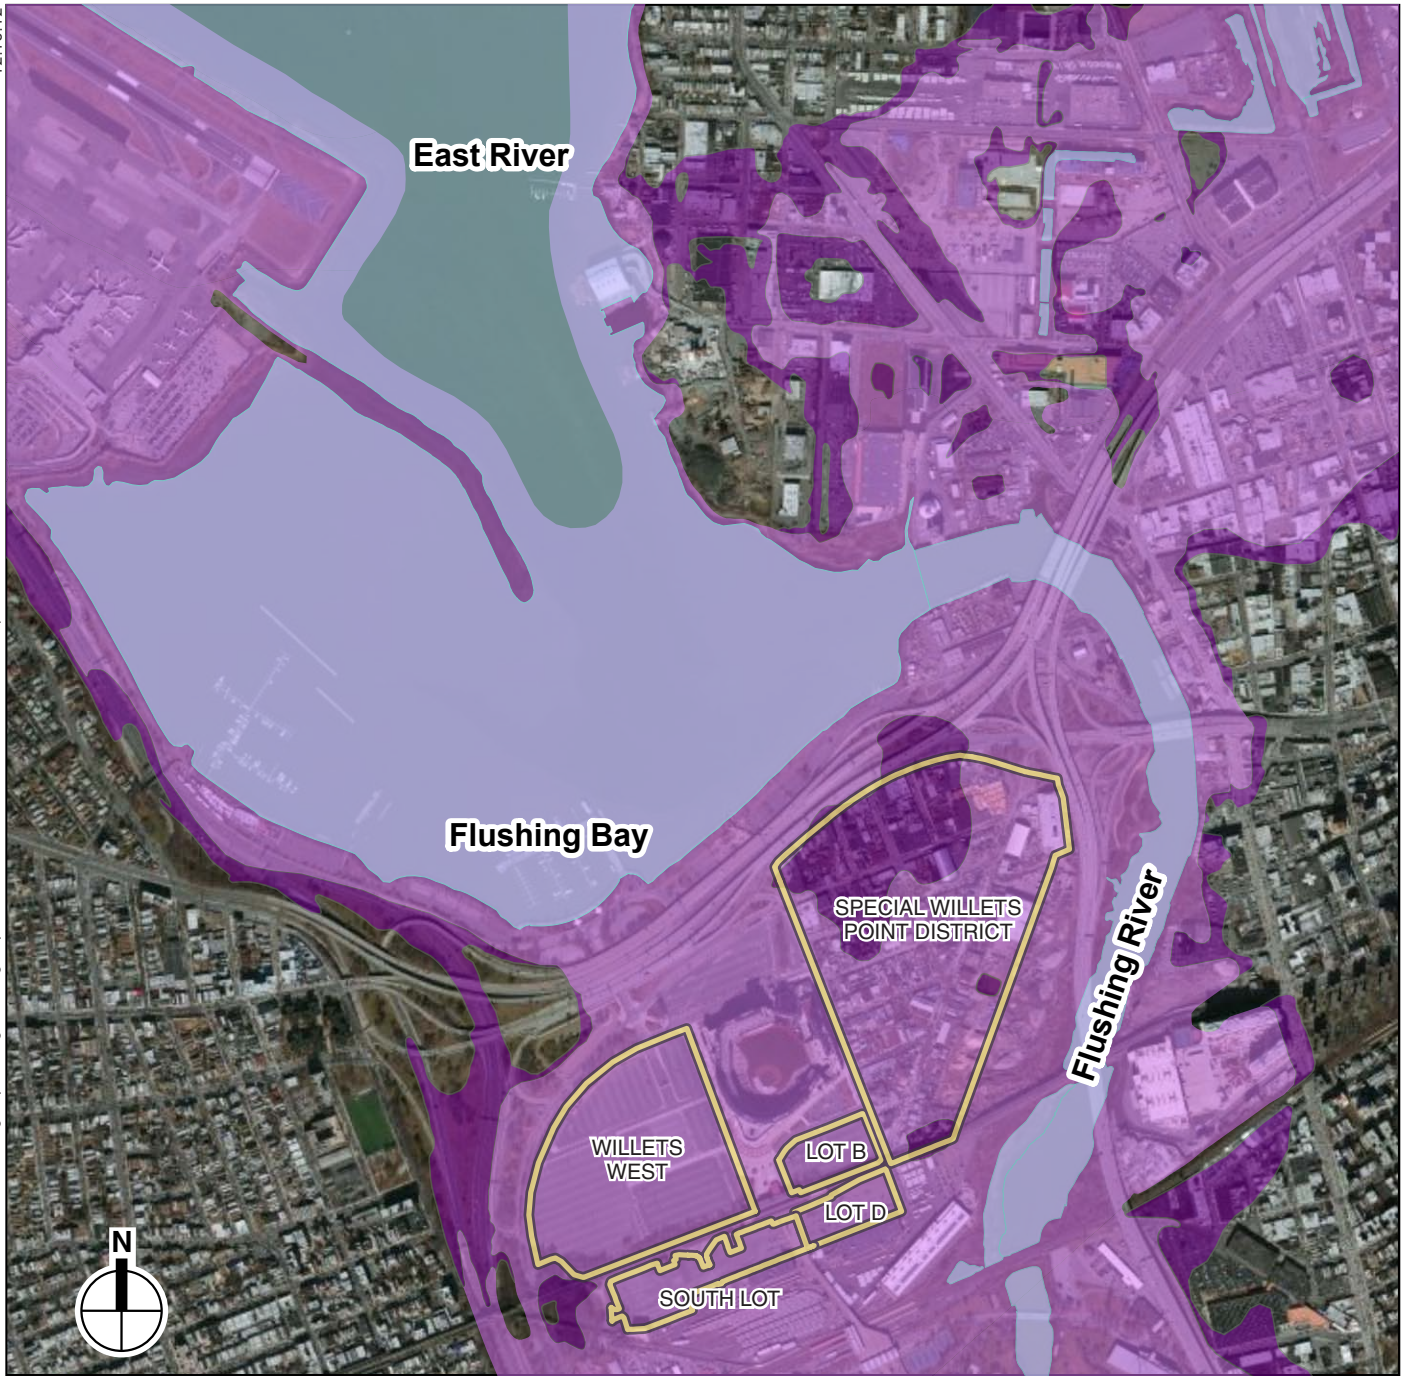 East River
Flushing Bay
SPECIAL WILLETS
POINT DISTRICT
Flushing River
WILLETS
WEST
LOT B
LOT D
SOUTH LOT
N